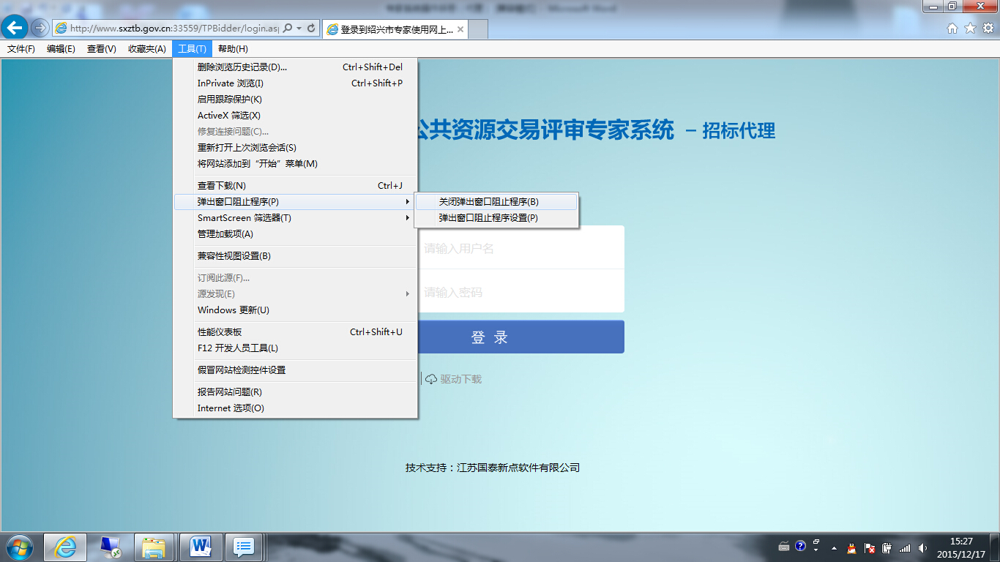 http://www.sxztb.gov.cn:33559/TPBidder/login.as
登录到绍兴市专家使用网上...
文件(F) 编辑(E) 查看(V) 收藏夹(A) 工具(T) 帮助(H)
删除浏览历史记录(D)... Ctrl+Shift+Del
InPrivate 浏览(I) Ctrl+Shift+P
启用跟踪保护(K)
ActiveX 筛选(X)
修复连接问题(C)...
重新打开上次浏览会话(S)
将网站添加到“开始”菜单(M)
查看下载(N) Ctrl+J
弹出窗口阻止程序(P)
SmartScreen 筛选器(T)
管理加载项(A)
兼容性视图设置(B)
订阅此源(F)...
源发现(E)
Windows 更新(U)
性能仪表板 Ctrl+Shift+U
F12 开发人员工具(L)
假冒网站检测控件设置
报告网站问题(R)
Internet 选项(O)
关闭弹出窗口阻止程序(B)
弹出窗口阻止程序设置(P)
公共资源交易评审专家系统 – 招标代理
请输入用户名
请输入密码
登 录
驱动下载
技术支持：江苏国泰新点软件有限公司
15:27
2015/12/17